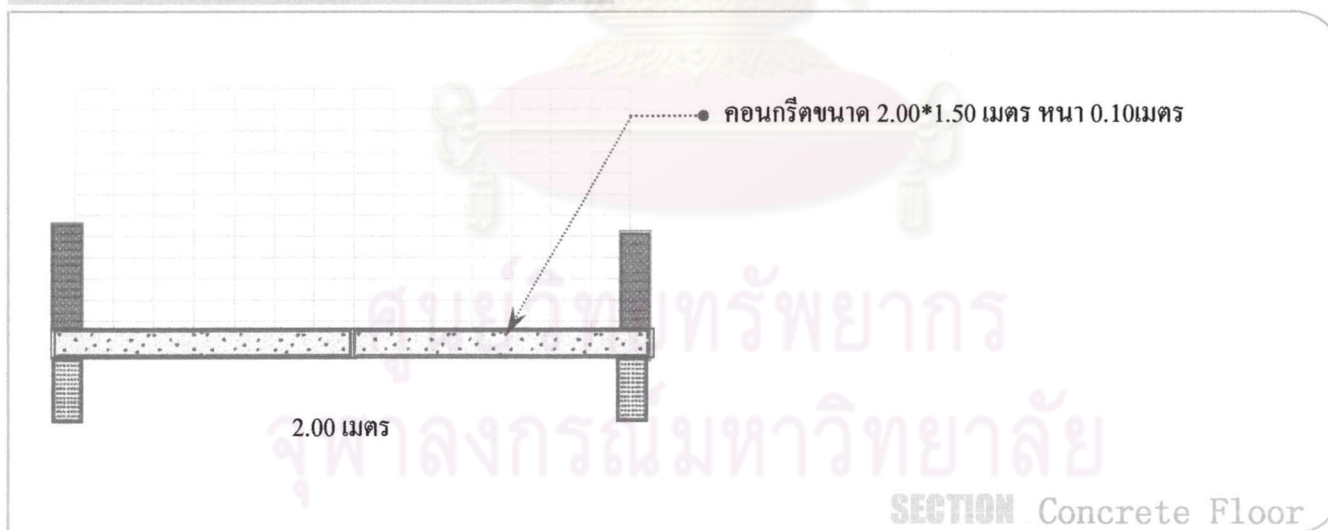 คอนกรีตขนาด 2.00*1.50 เมตร หนา 0.10เมตร
ศูนย์วิทยทรัพยากร
2.00 เมตร
จุฬาลงกรณ์มหาวิทยาลัย
SECTION Concrete Floor